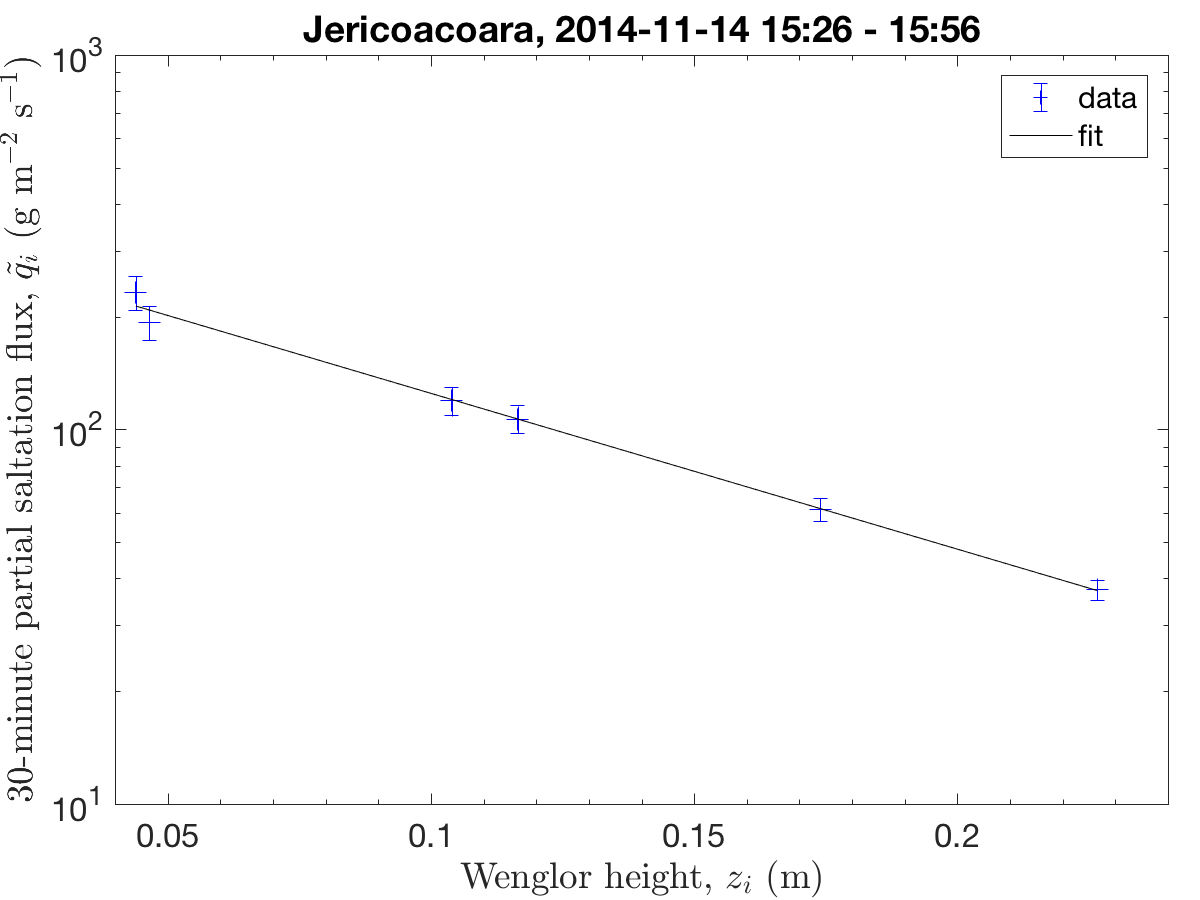 Jericoacoara, 2014-11-14 15:26 - 15:56
30-minute partial saltation flux, q̃ᵢ (g m⁻² s⁻¹)
10³
10²
10¹
data
fit
0.05 0.1 0.15 0.2
Wenglor height, zᵢ (m)